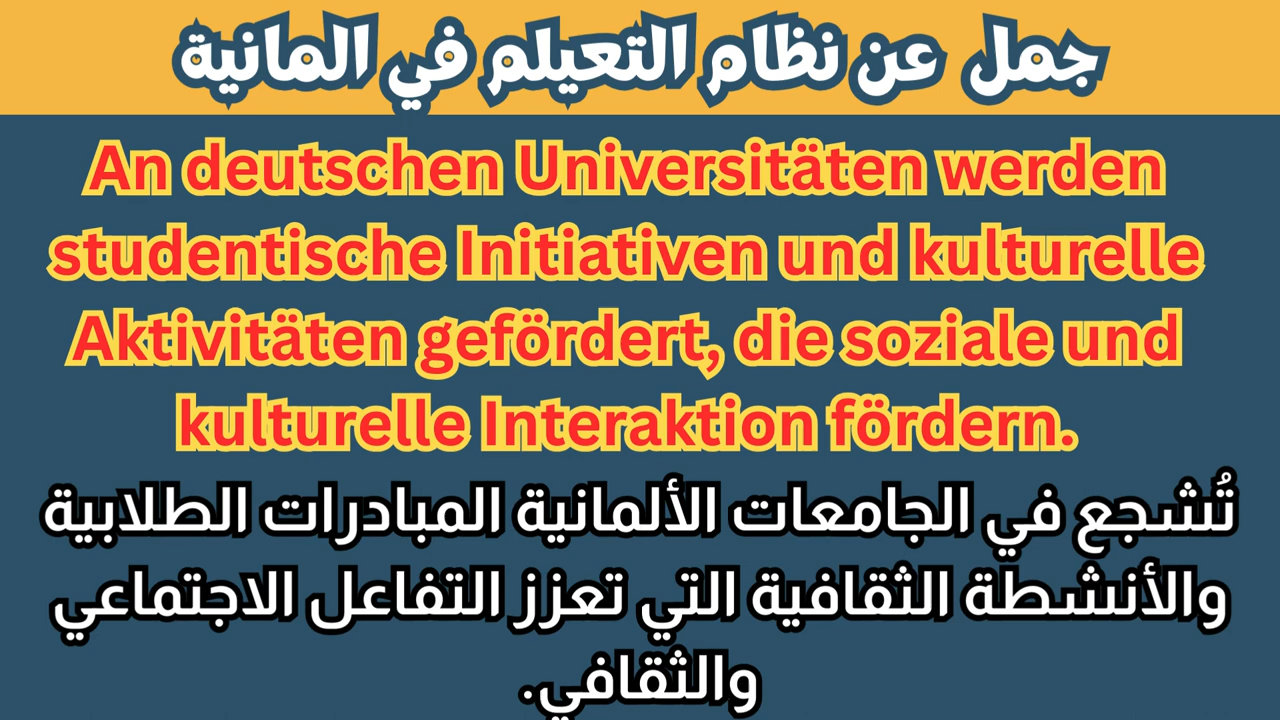 جمل عن نظام التعيلم في المانية
An deutschen Universitäten werden
studentische Initiativen und kulturelle
Aktivitäten gefördert, die soziale und
kulturelle Interaktion fördern.
تُشجع في الجامعات الألمانية المبادرات الطلابية
والأنشطة الثقافية التي تعزز التفاعل الاجتماعي
والثقافي.